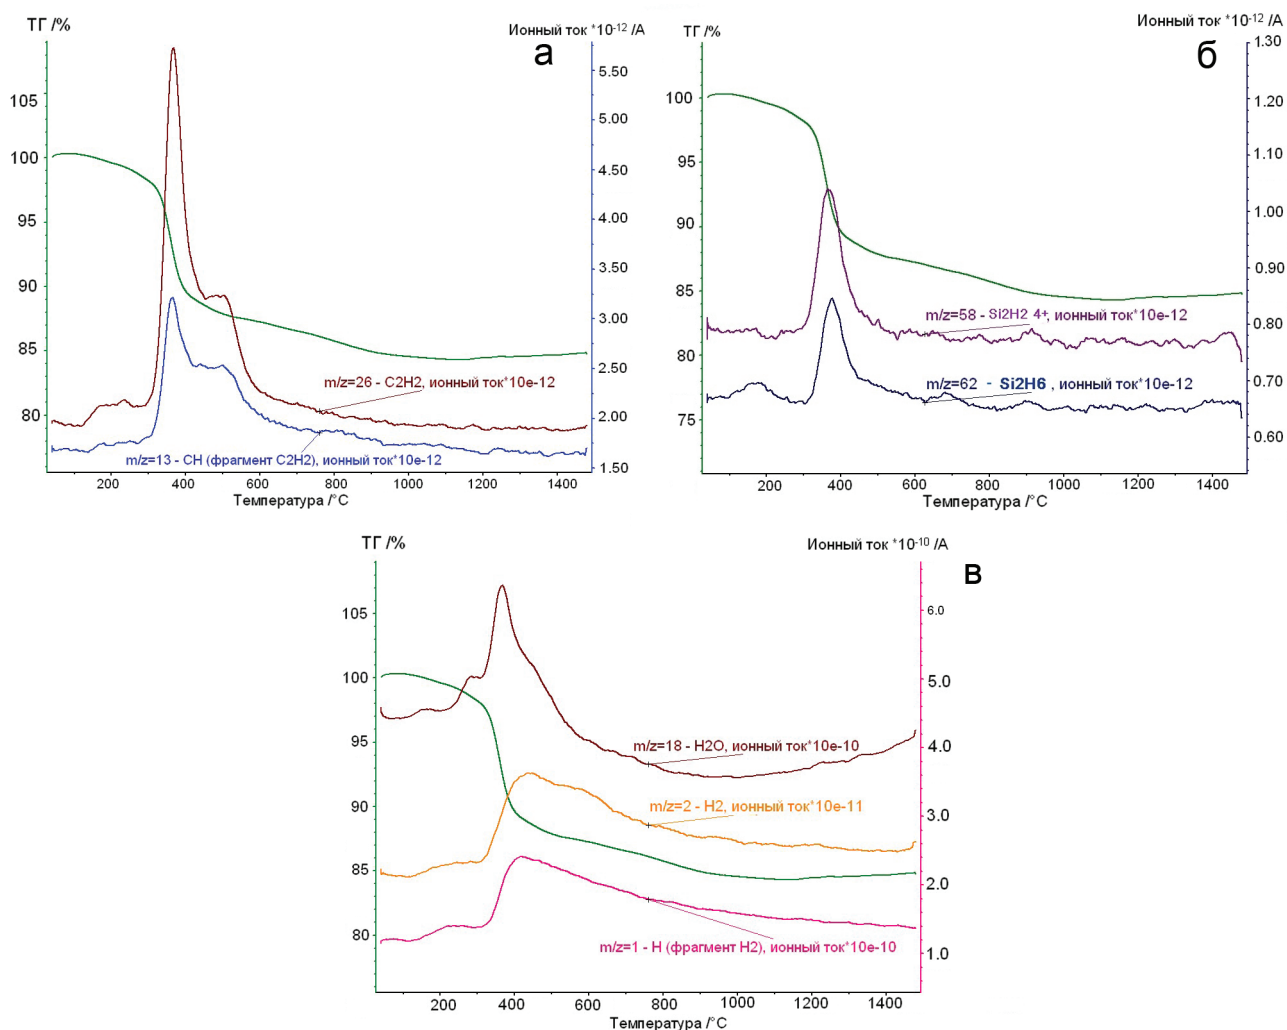 ТГ /%
Ионный ток *10-12 /А
а
105
100
95
90
85
80
5.50
5.00
4.50
4.00
3.50
3.00
2.50
2.00
1.50
m/z=26 - C2H2, ионный ток*10e-12
m/z=13 - CH (фрагмент C2H2), ионный ток*10e-12
200 400 600 800 1000 1200 1400
Температура /°C
ТГ /%
Ионный ток *10-12 /А
б
100
95
90
85
80
75
1.30
1.20
1.10
1.00
0.90
0.80
0.70
0.60
m/z=58 - Si2H2 4+, ионный ток*10e-12
m/z=62 - Si2H6 , ионный ток*10e-12
200 400 600 800 1000 1200 1400
Температура /°C
ТГ /%
Ионный ток *10-10 /А
в
105
100
95
90
85
80
6.0
5.0
4.0
3.0
2.0
1.0
m/z=18 - H2O, ионный ток*10e-10
m/z=2 - H2, ионный ток*10e-11
m/z=1 - H (фрагмент H2), ионный ток*10e-10
200 400 600 800 1000 1200 1400
Температура /°C